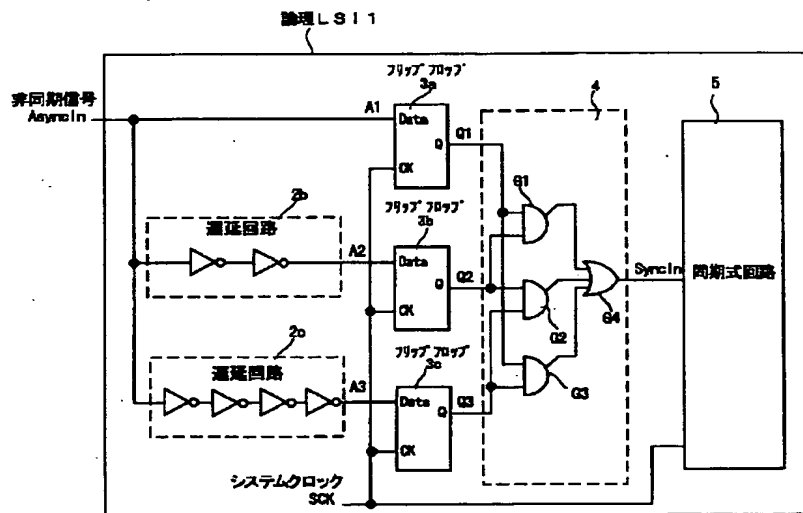 論理LSI1
非同期信号
AsyncIn
フリップフロップ
3a
A1
Data
Q
Q1
CK
4
5
G1
2b
遅延回路
フリップフロップ
3b
A2
Data
Q
Q2
CK
G2
G4
SyncIn
同期式回路
2c
遅延回路
フリップフロップ
3c
A3
Data
Q
Q3
CK
G3
システムクロック
SCK